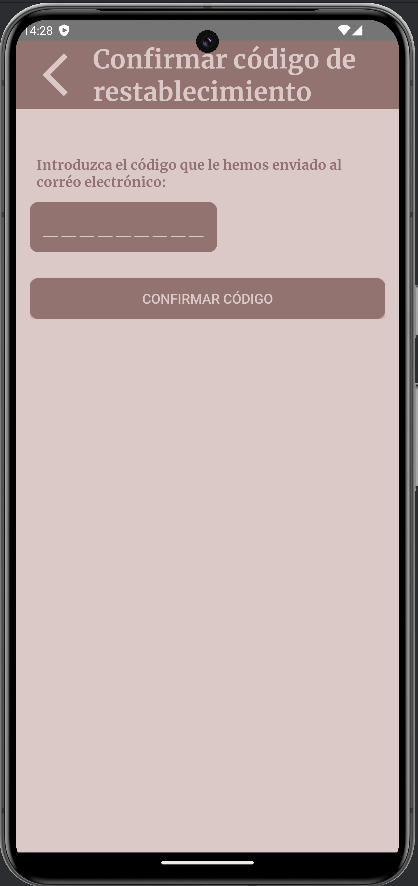 14:28
Confirmar código de
restablecimiento
Introduzca el código que le hemos enviado al
corréo electrónico:
_ _ _ _ _ _ _ _ _
CONFIRMAR CÓDIGO